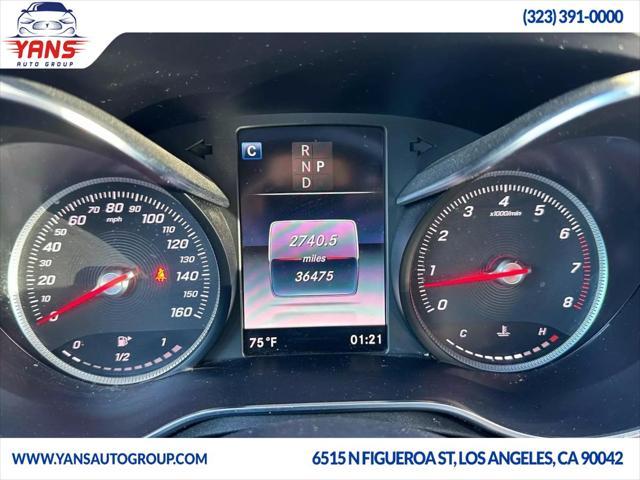 YANS
AUTO GROUP
(323) 391-0000
C
R
N P
D
2740.5
miles
36475
75°F 01:21
0 10 20 30 40 50 60 70 80 90 100 110 120 130 140 150 160
mph
0 1/2 1
0 1 2 3 4 5 6 7 8
x1000/min
C H
WWW.YANSAUTOGROUP.COM
6515 N FIGUEROA ST, LOS ANGELES, CA 90042